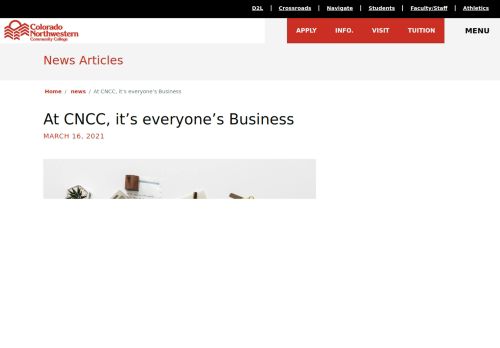 D2L | Crossroads | Navigate | Students | Faculty/Staff | Athletics
Colorado
Northwestern
Community College
APPLY INFO. VISIT TUITION MENU
News Articles
Home / news / At CNCC, it’s everyone’s Business
At CNCC, it’s everyone’s Business
MARCH 16, 2021